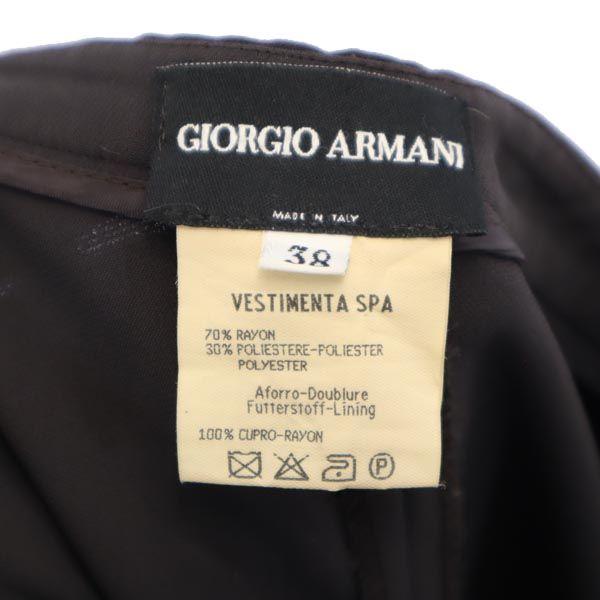 GIORGIO ARMANI
MADE IN ITALY
38
VESTIMENTA SPA
70% RAYON
30% POLIESTERE-POLIESTER
POLYESTER
Aforro-Doublure
Futterstoff-Lining
100% CUPRO-RAYON
P